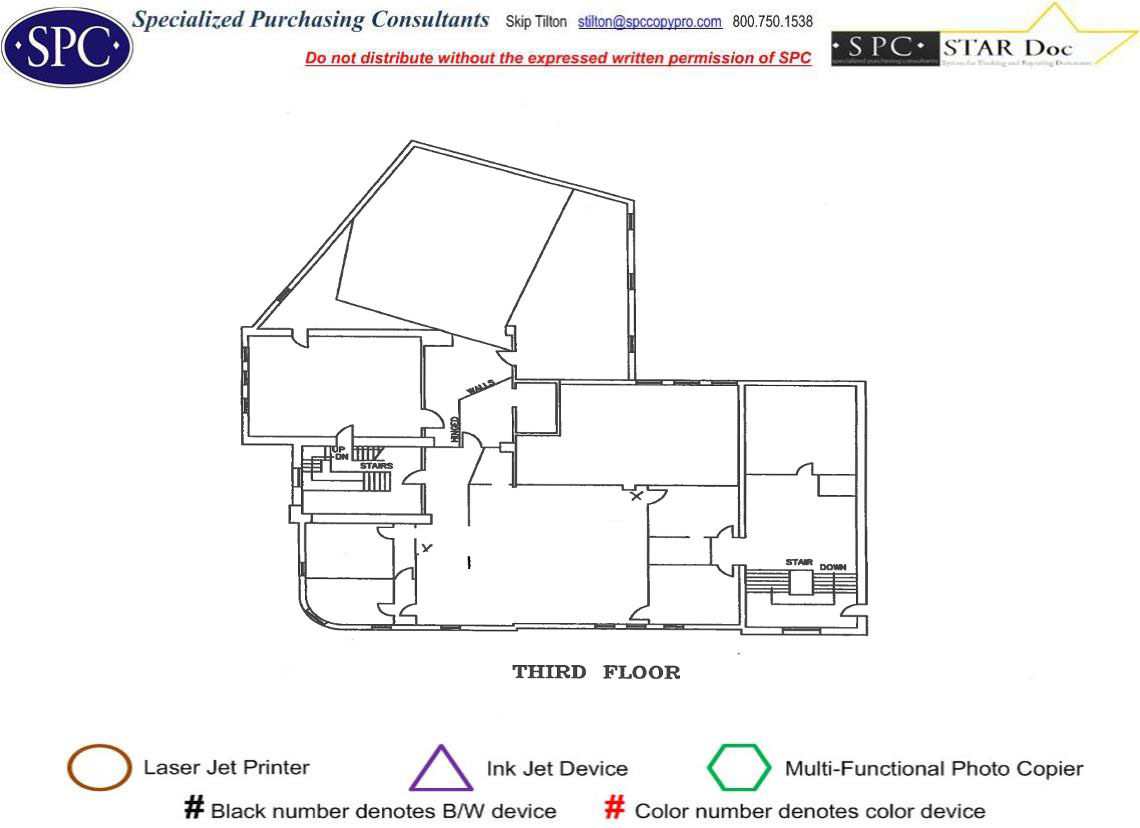 Specialized Purchasing Consultants Skip Tilton stilton@spccopypro.com 800.750.1538
·SPC·
Do not distribute without the expressed written permission of SPC
·SPC· STAR Doc
specialized purchasing consultants System for Tracking and Reporting Documents
WALLS
HINGED
UP
DN
STAIRS
STAIR DOWN
THIRD FLOOR
Laser Jet Printer Ink Jet Device Multi-Functional Photo Copier
# Black number denotes B/W device # Color number denotes color device